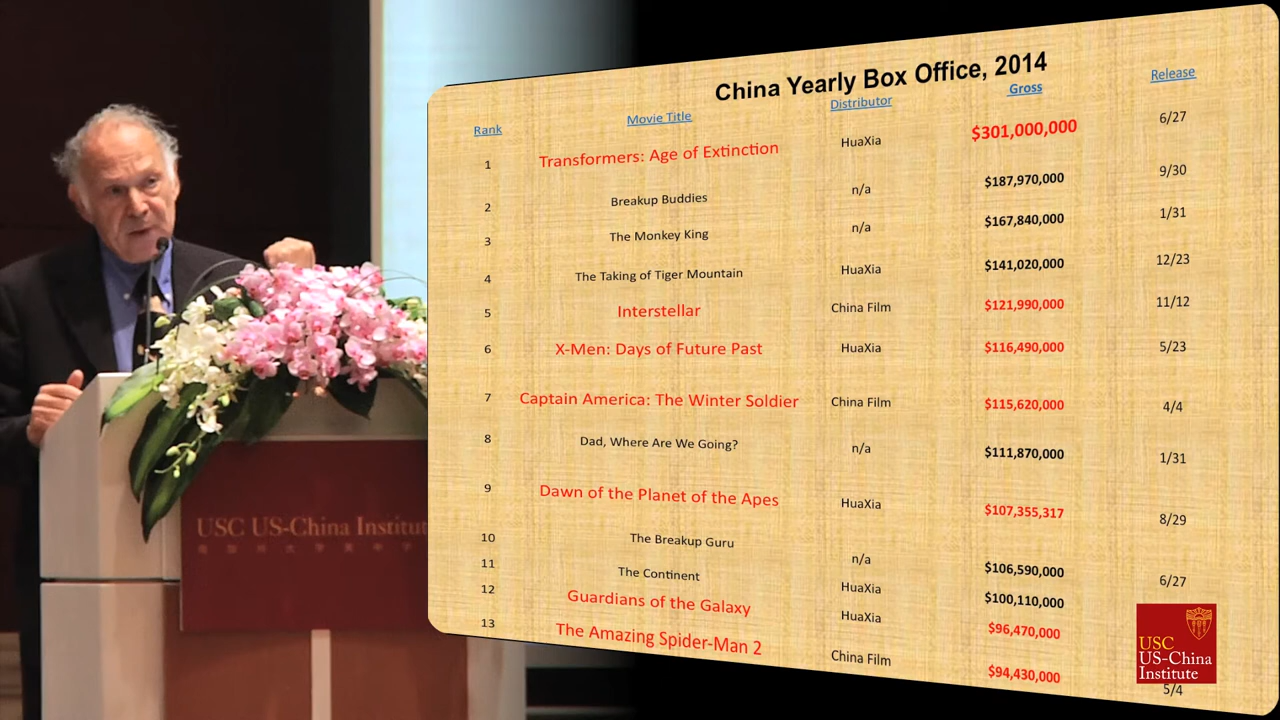 China Yearly Box Office, 2014
Rank Movie Title Distributor Gross Release
1 Transformers: Age of Extinction HuaXia $301,000,000 6/27
2 Breakup Buddies n/a $187,970,000 9/30
3 The Monkey King n/a $167,840,000 1/31
4 The Taking of Tiger Mountain HuaXia $141,020,000 12/23
5 Interstellar China Film $121,990,000 11/12
6 X-Men: Days of Future Past HuaXia $116,490,000 5/23
7 Captain America: The Winter Soldier China Film $115,620,000 4/4
8 Dad, Where Are We Going? n/a $111,870,000 1/31
9 Dawn of the Planet of the Apes HuaXia $107,355,317 8/29
10 The Breakup Guru n/a $106,590,000 6/27
11 The Continent HuaXia $100,110,000
12 Guardians of the Galaxy HuaXia $96,470,000
13 The Amazing Spider-Man 2 China Film $94,430,000 5/4
USC US-China Institut
USC
US-China
Institute